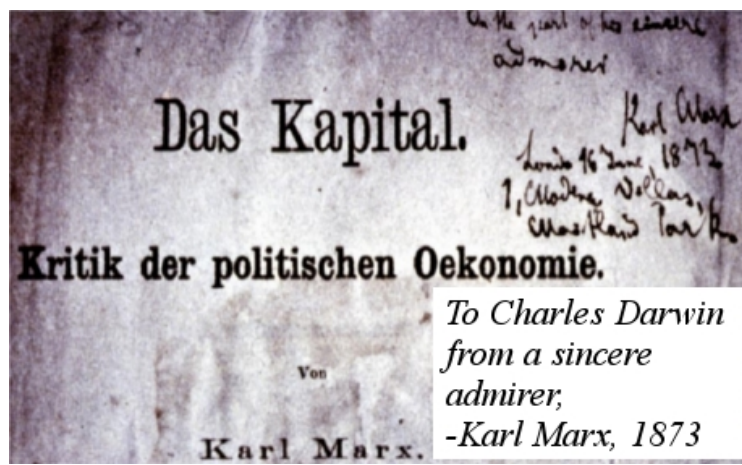 On the part of his sincere
admirer
Karl Marx
London 16 June 1873
1, Modena Villas,
Maitland Park
Das Kapital.
Kritik der politischen Oekonomie.
Von
Karl Marx.
To Charles Darwin
from a sincere
admirer,
-Karl Marx, 1873